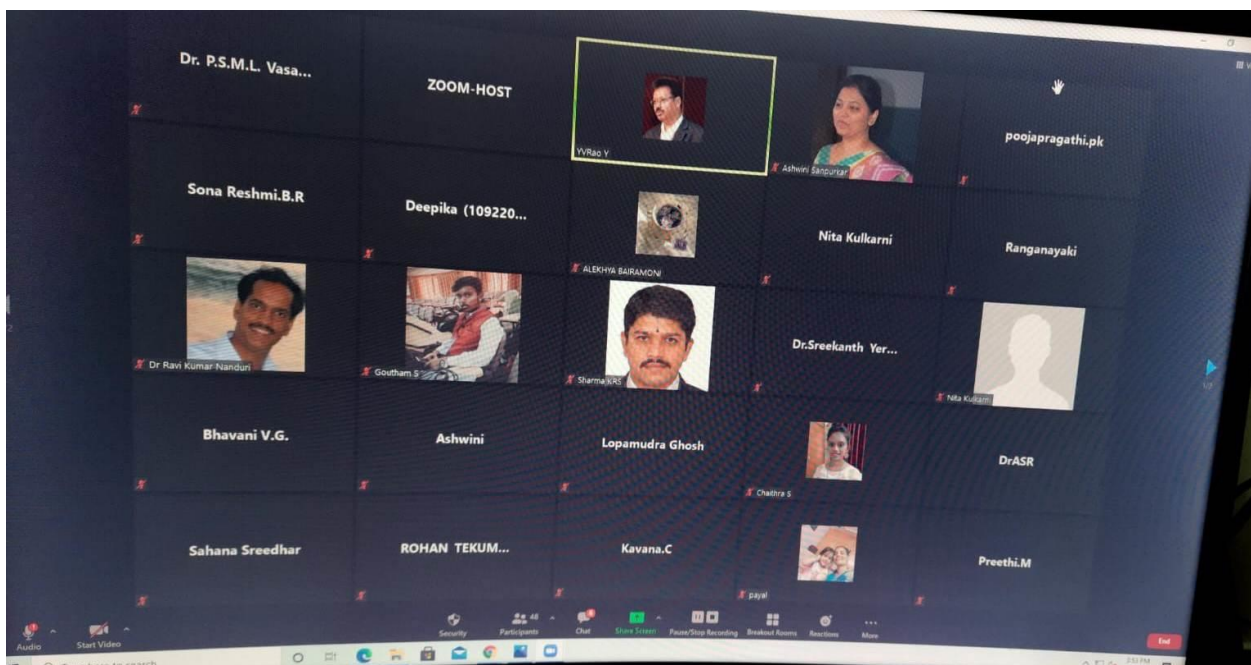 Dr. P.S.M.L. Vasa...
ZOOM-HOST
YVRao Y
Ashwini Sanpurkar
poojapragathi.pk
Sona Reshmi.B.R
Deepika (109220...
ALEKHYA BAIRAMONI
Nita Kulkarni
Ranganayaki
Dr Ravi Kumar Nanduri
Goutham S
Sharma KRS
Dr.Sreekanth Yer...
Nita Kulkarni
Bhavani V.G.
Ashwini
Lopamudra Ghosh
Chaithra S
DrASR
Sahana Sreedhar
ROHAN TEKUM...
Kavana.C
payal
Preethi.M
Audio
Start Video
Security
Participants 46
Chat
Share Screen
Pause/Stop Recording
Breakout Rooms
Reactions
More
End
to search